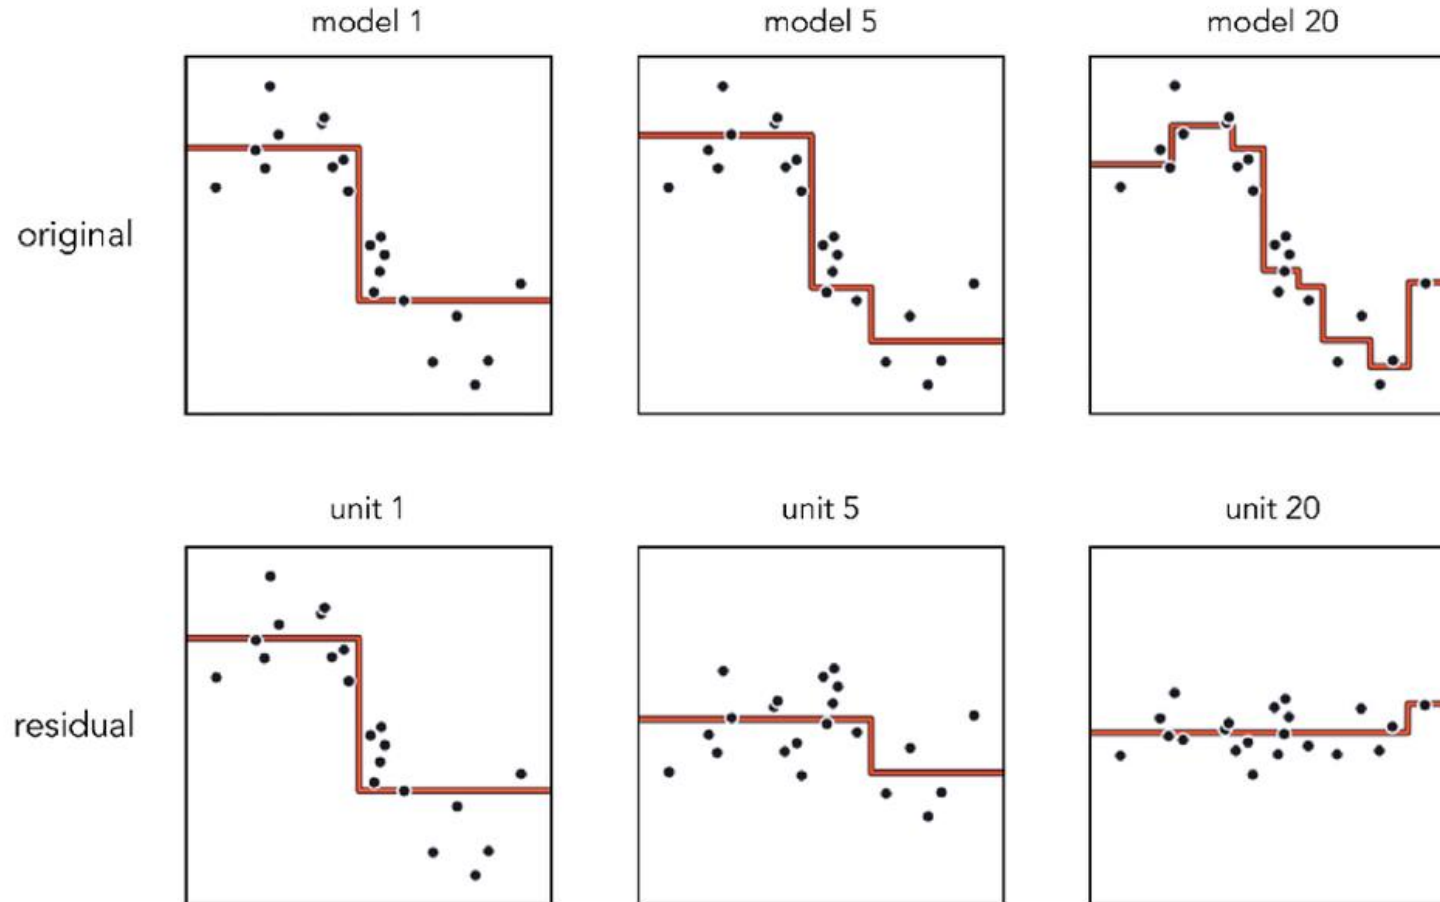 model 1
model 5
model 20
original
unit 1
unit 5
unit 20
residual